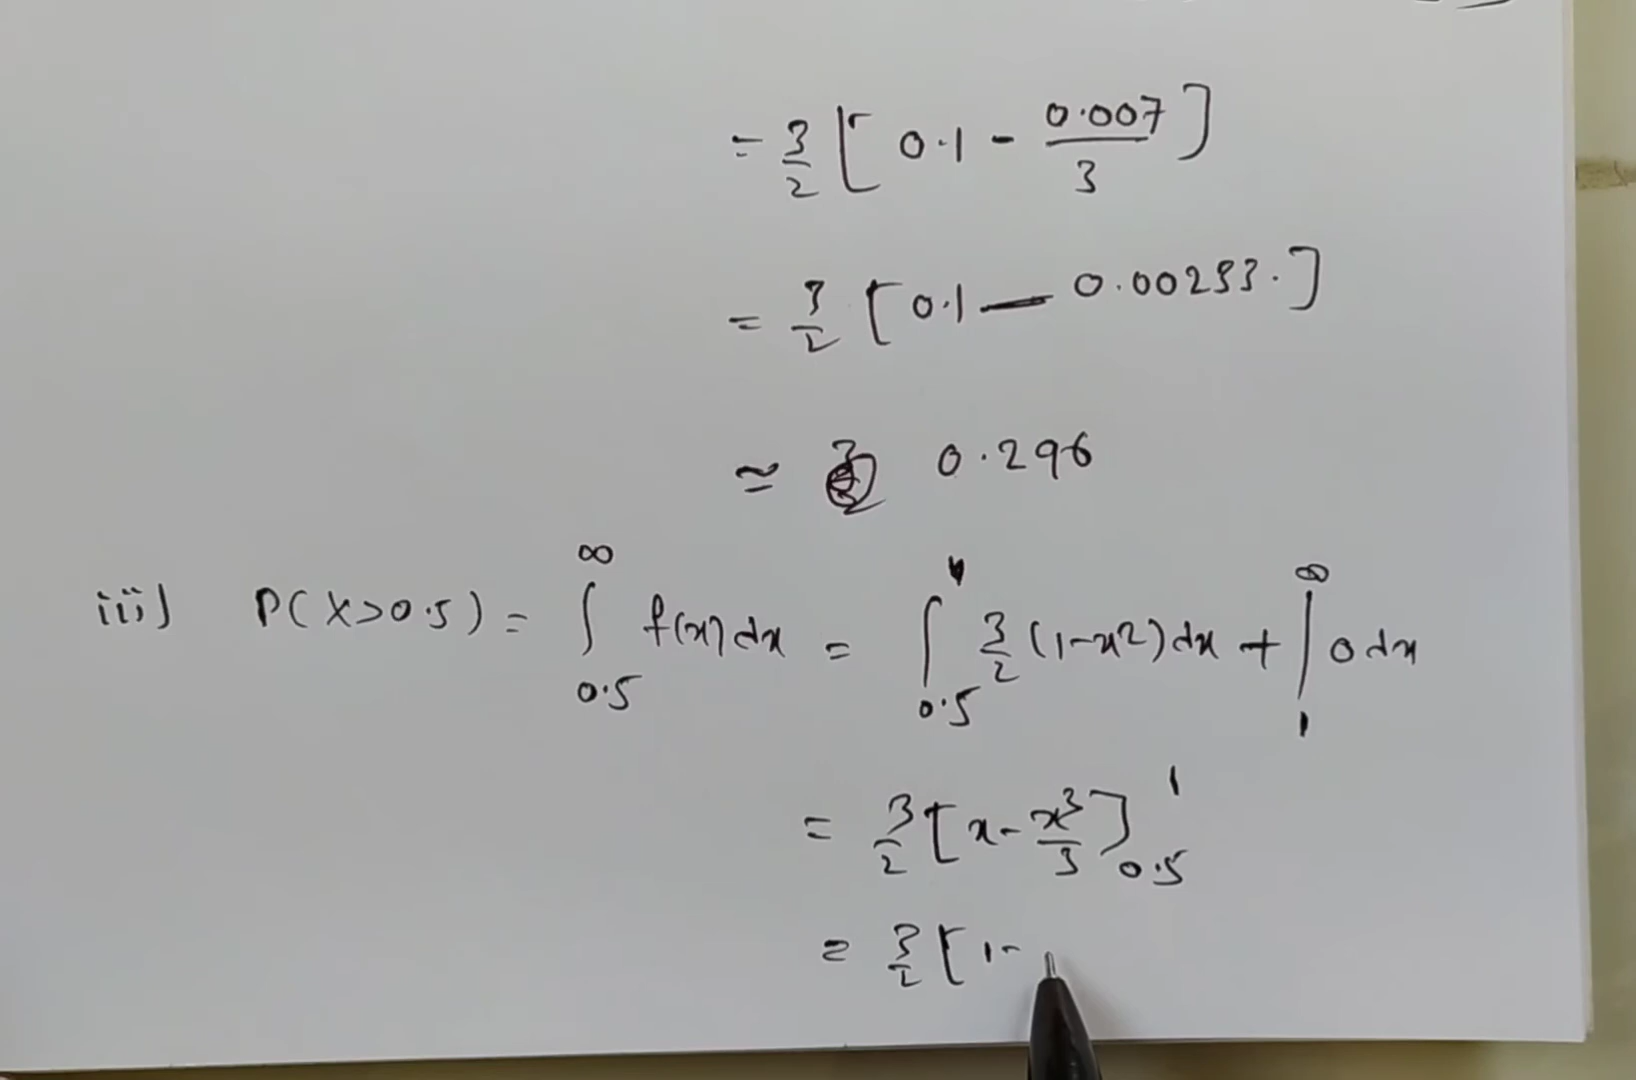 = 3/2 [ 0.1 - 0.007/3 ]
= 3/2 [ 0.1 — 0.00233. ]
≃ 0.296
iii) P(X>0.5) = ∫_{0.5}^{∞} f(x) dx = ∫_{0.5}^{1} 3/2 (1-x²) dx + ∫_{1}^{∞} 0 dx
= 3/2 [ x - x³/3 ]_{0.5}^{1}
= 3/2 [ 1 -